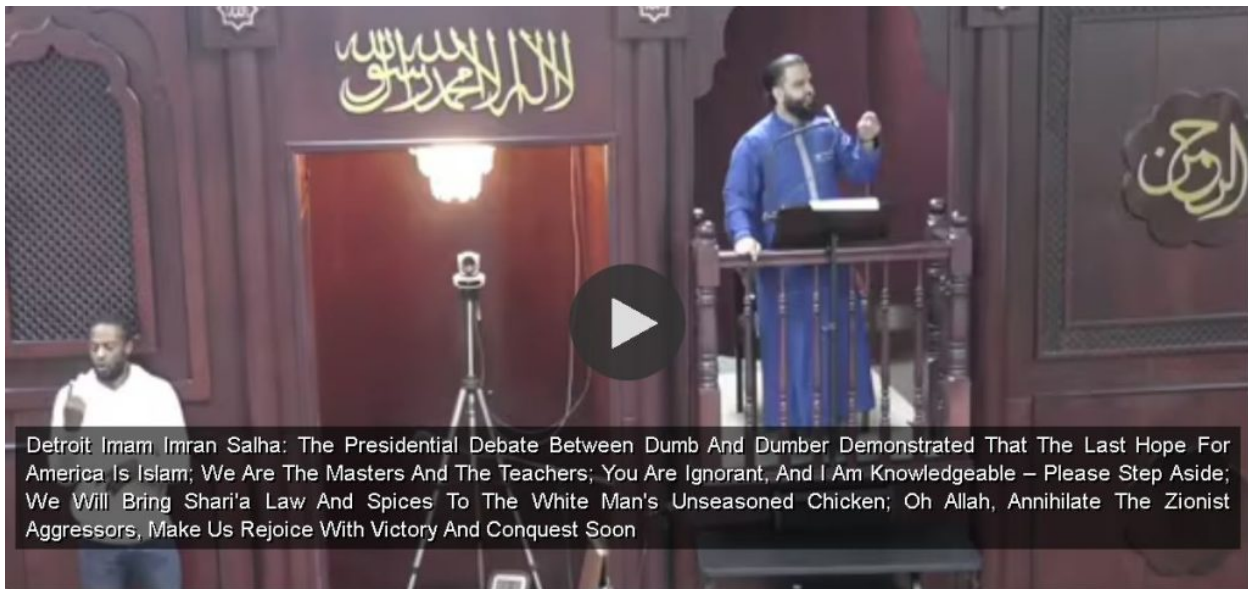 لا اله الا الله محمد رسول الله
الرحمن
Detroit Imam Imran Salha: The Presidential Debate Between Dumb And Dumber Demonstrated That The Last Hope For
America Is Islam; We Are The Masters And The Teachers; You Are Ignorant, And I Am Knowledgeable – Please Step Aside;
We Will Bring Shari'a Law And Spices To The White Man's Unseasoned Chicken; Oh Allah, Annihilate The Zionist
Aggressors, Make Us Rejoice With Victory And Conquest Soon